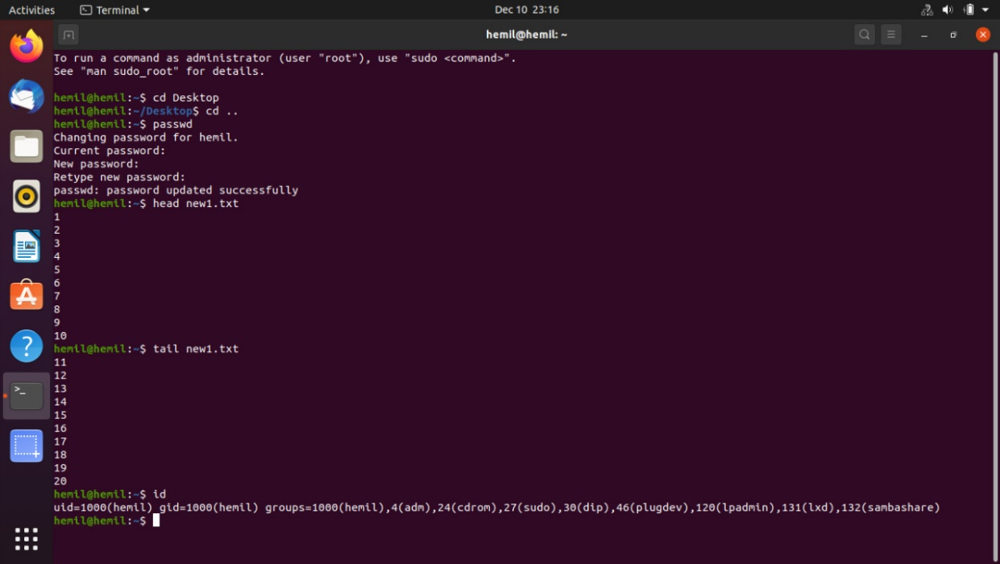 Activities Terminal Dec 10 23:16
hemil@hemil: ~
To run a command as administrator (user "root"), use "sudo <command>".
See "man sudo_root" for details.
hemil@hemil:~$ cd Desktop
hemil@hemil:~/Desktop$ cd ..
hemil@hemil:~$ passwd
Changing password for hemil.
Current password:
New password:
Retype new password:
passwd: password updated successfully
hemil@hemil:~$ head new1.txt
1
2
3
4
5
6
7
8
9
10
hemil@hemil:~$ tail new1.txt
11
12
13
14
15
16
17
18
19
20
hemil@hemil:~$ id
uid=1000(hemil) gid=1000(hemil) groups=1000(hemil),4(adm),24(cdrom),27(sudo),30(dip),46(plugdev),120(lpadmin),131(lxd),132(sambashare)
hemil@hemil:~$